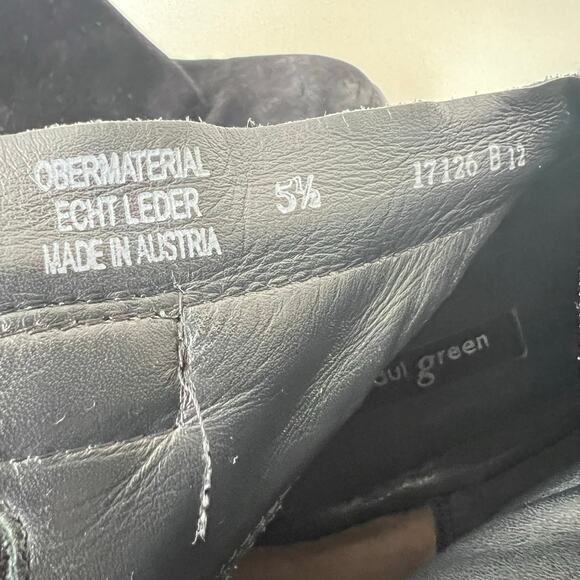 OBERMATERIAL
ECHT LEDER
MADE IN AUSTRIA
5½
17126 B 12
green